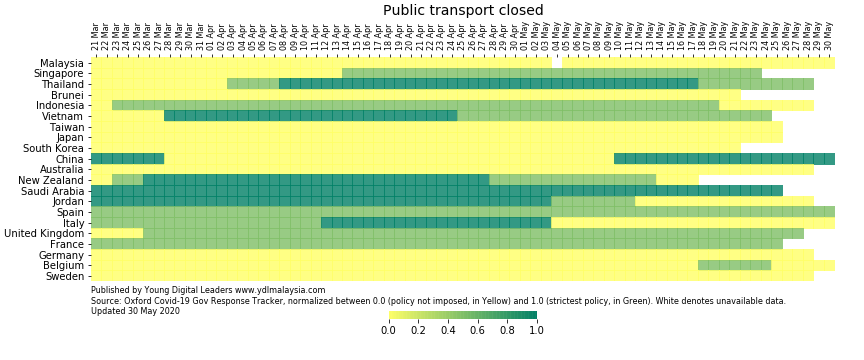 Public transport closed
21 Mar
22 Mar
23 Mar
24 Mar
25 Mar
26 Mar
27 Mar
28 Mar
29 Mar
30 Mar
31 Mar
01 Apr
02 Apr
03 Apr
04 Apr
05 Apr
06 Apr
07 Apr
08 Apr
09 Apr
10 Apr
11 Apr
12 Apr
13 Apr
14 Apr
15 Apr
16 Apr
17 Apr
18 Apr
19 Apr
20 Apr
21 Apr
22 Apr
23 Apr
24 Apr
25 Apr
26 Apr
27 Apr
28 Apr
29 Apr
30 Apr
01 May
02 May
03 May
04 May
05 May
06 May
07 May
08 May
09 May
10 May
11 May
12 May
13 May
14 May
15 May
16 May
17 May
18 May
19 May
20 May
21 May
22 May
23 May
24 May
25 May
26 May
27 May
28 May
29 May
30 May
Malaysia
Singapore
Thailand
Brunei
Indonesia
Vietnam
Taiwan
Japan
South Korea
China
Australia
New Zealand
Saudi Arabia
Jordan
Spain
Italy
United Kingdom
France
Germany
Belgium
Sweden
Published by Young Digital Leaders www.ydlmalaysia.com
Source: Oxford Covid-19 Gov Response Tracker, normalized between 0.0 (policy not imposed, in Yellow) and 1.0 (strictest policy, in Green). White denotes unavailable data.
Updated 30 May 2020
0.0 0.2 0.4 0.6 0.8 1.0